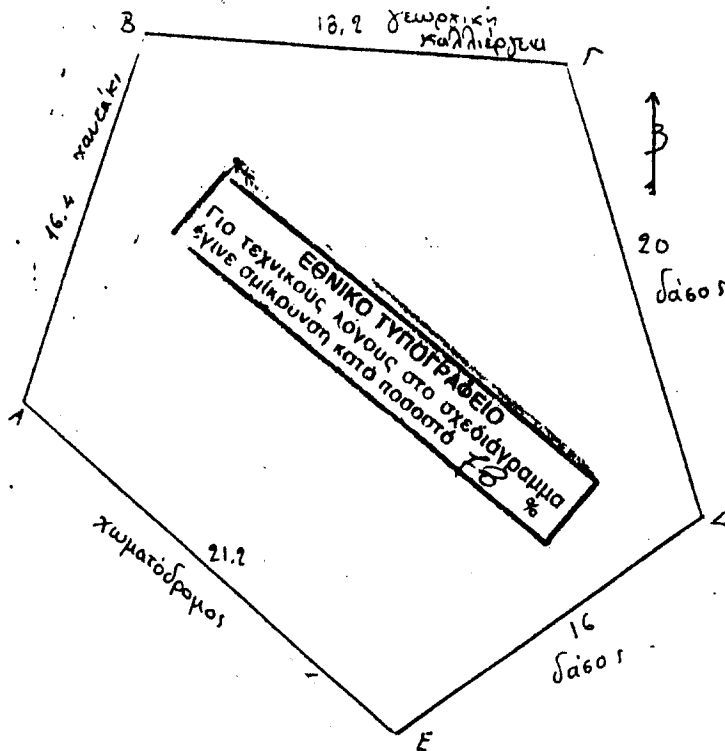 Β
18,2 γεωργική
καλλιέργεια
Γ
16.4 χαντάκι
Β
20
δάσος
ΕΘΝΙΚΟ ΤΥΠΟΓΡΑΦΕΙΟ
Για τεχνικούς λόγους στο σχεδιάγραμμα
έγινε σμίκρυνση κατά ποσοστό %
Α
Δ
21.2
χωματόδρομος
16
δάσος
Ε